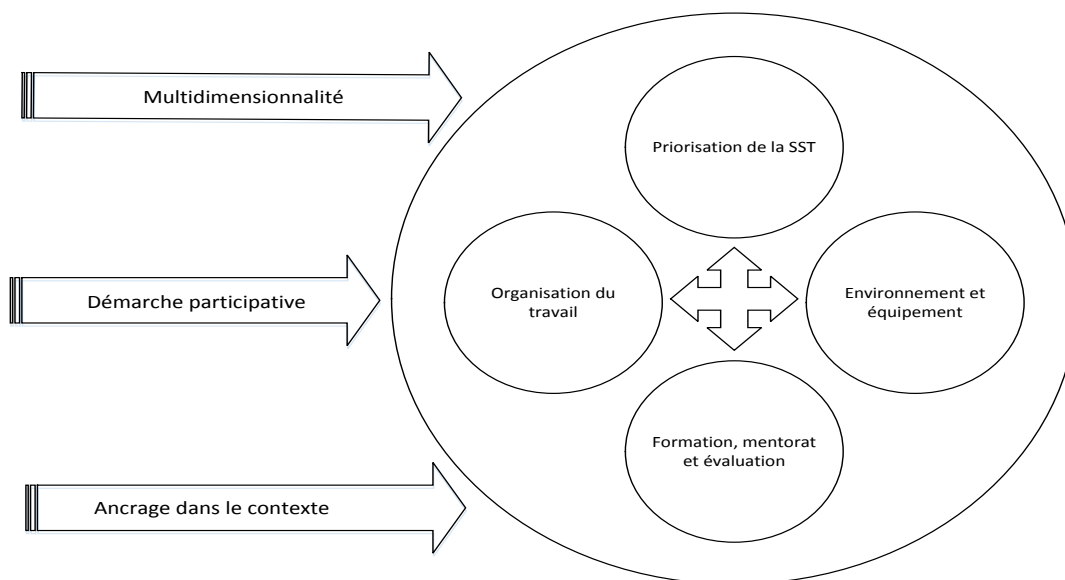 Multidimensionnalité
Priorisation de la SST
Démarche participative
Organisation du
travail
Environnement et
équipement
Formation, mentorat
et évaluation
Ancrage dans le contexte